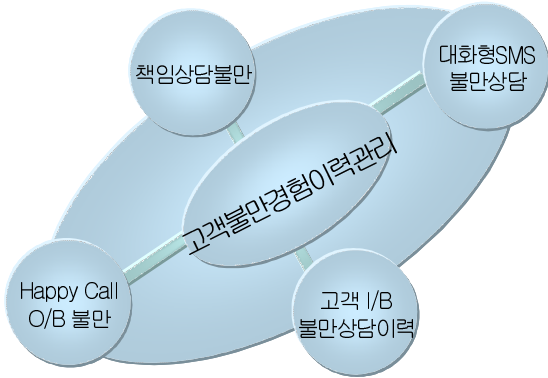 책임상담불만
대화형SMS
불만상담
고객불만경험이력관리
Happy Call
O/B 불만
고객 I/B
불만상담이력